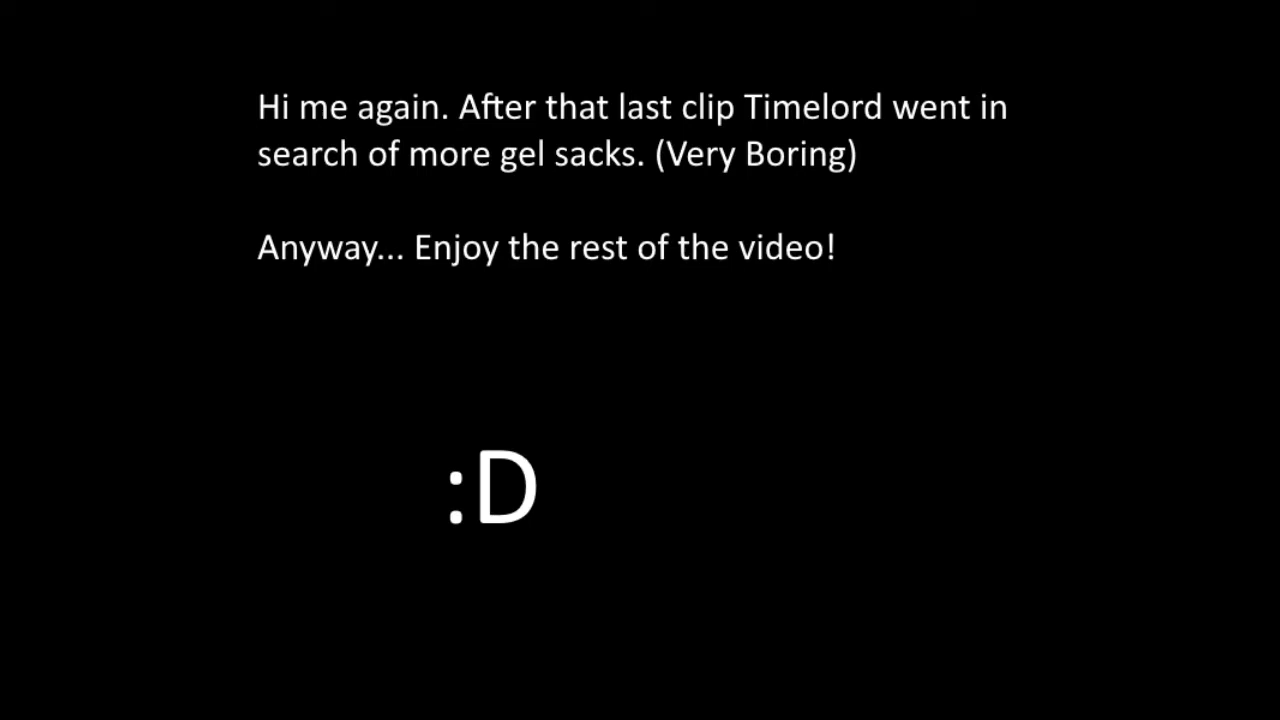 Hi me again. After that last clip Timelord went in
search of more gel sacks. (Very Boring)
Anyway... Enjoy the rest of the video!
:D